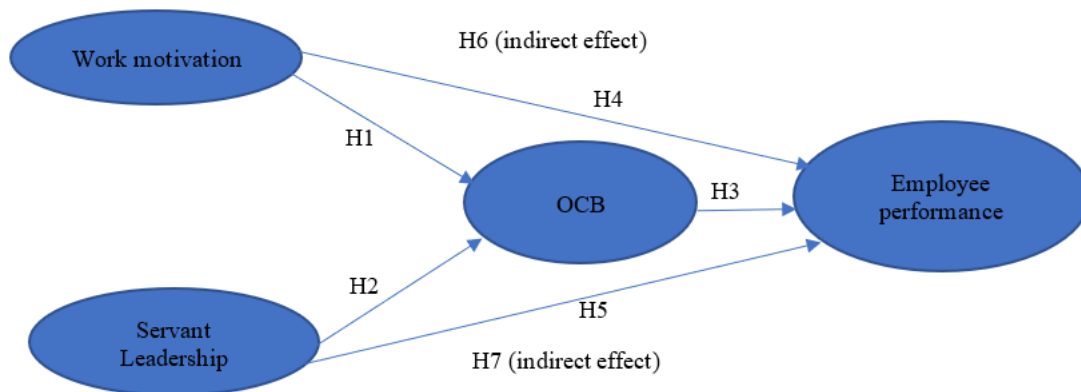 H6 (indirect effect)
Work motivation
H4
H1
Employee
performance
H3
OCB
H2
H5
Servant
Leadership
H7 (indirect effect)